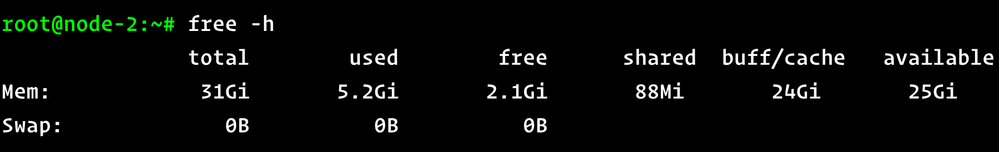 root@node-2:~# free -h
               total        used        free      shared  buff/cache   available
Mem:            31Gi       5.2Gi       2.1Gi       88Mi       24Gi       25Gi
Swap:             0B          0B          0B